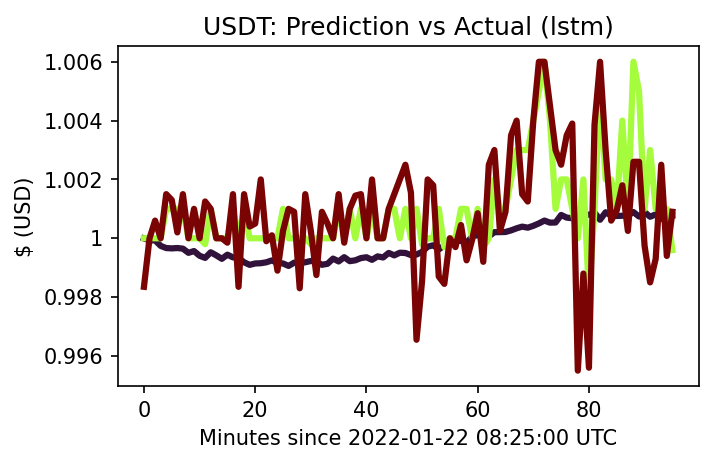 USDT: Prediction vs Actual (lstm)
$ (USD)
1.006
1.004
1.002
1
0.998
0.996
0 20 40 60 80
Minutes since 2022-01-22 08:25:00 UTC